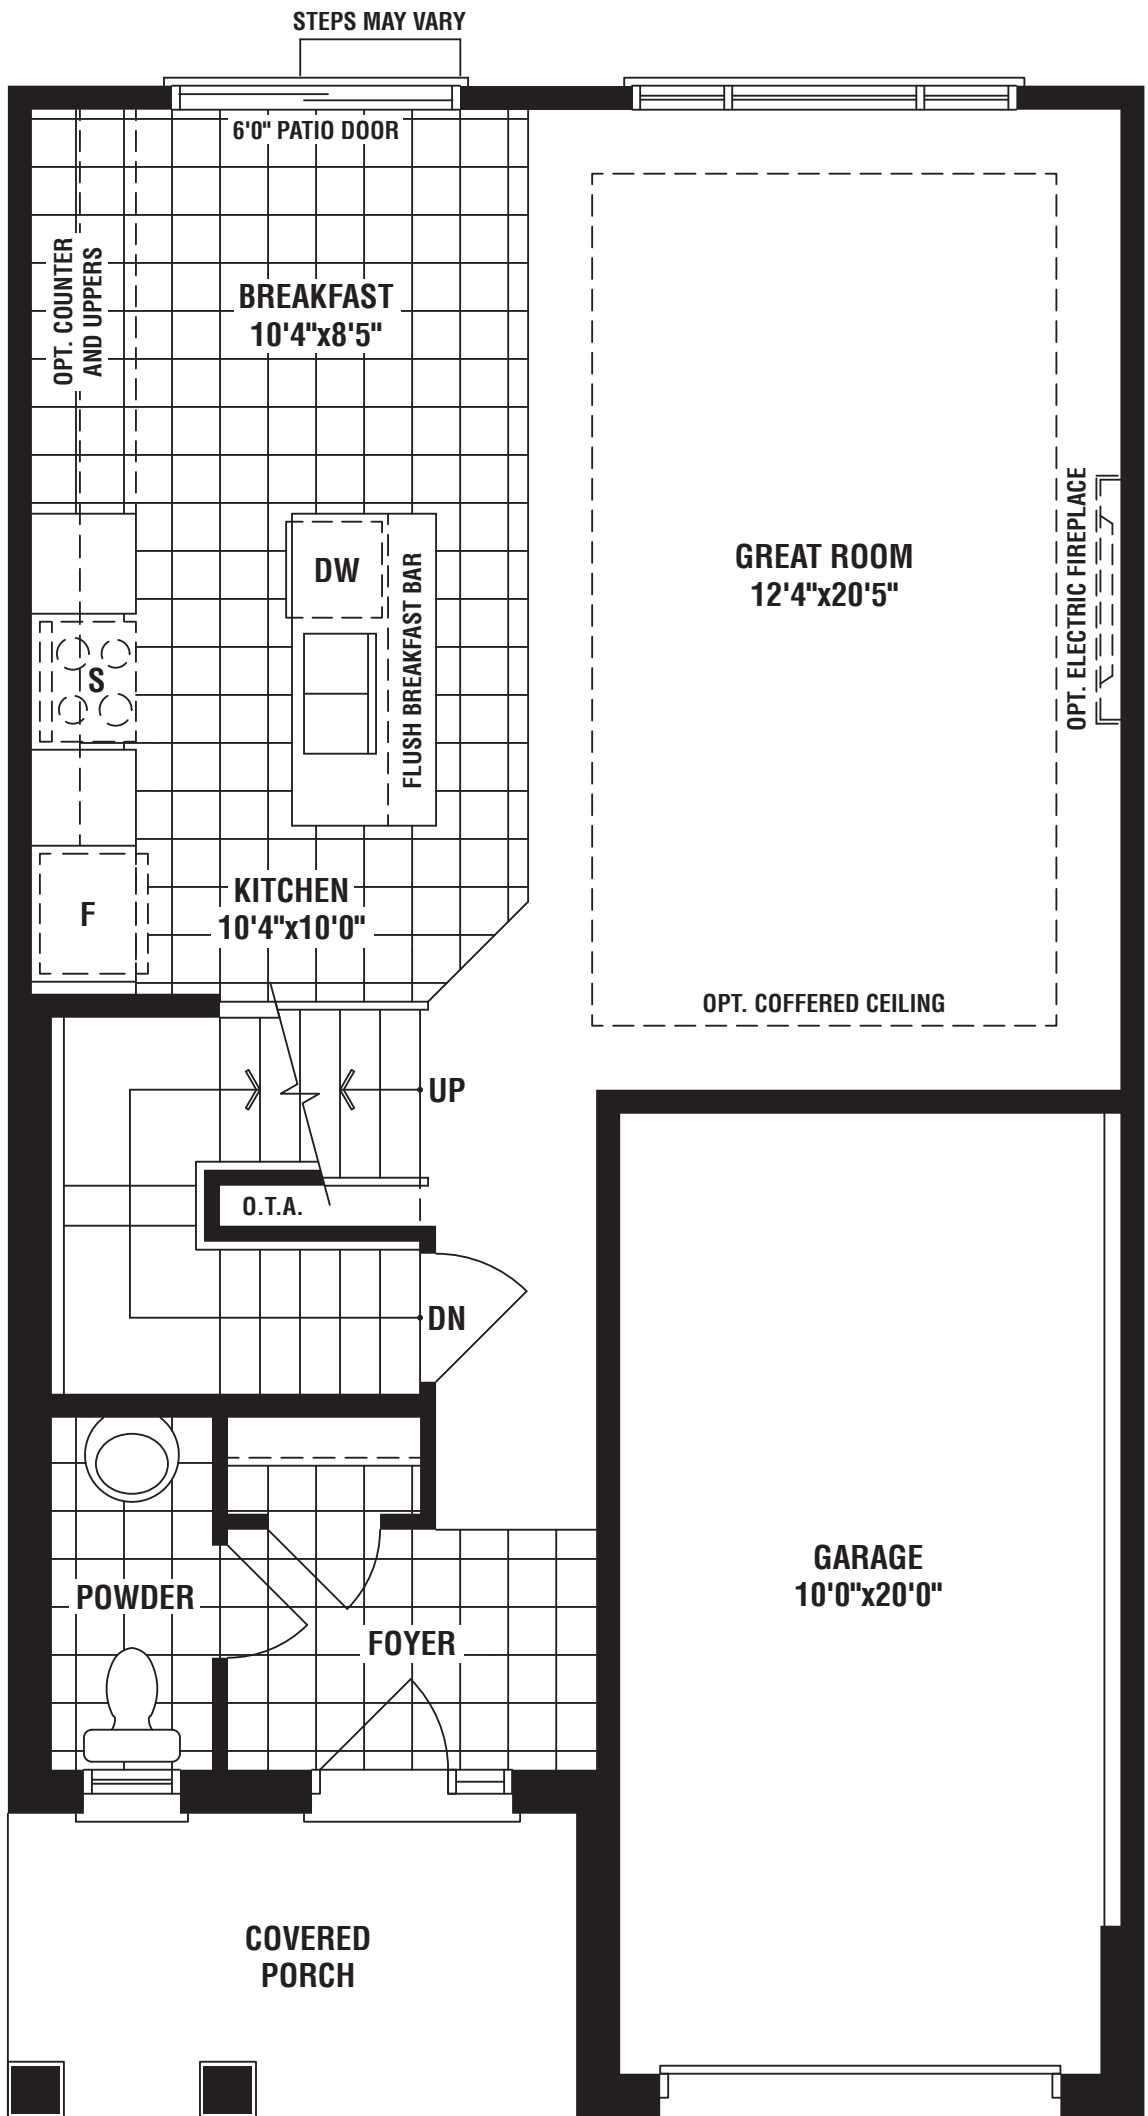 STEPS MAY VARY
6'0" PATIO DOOR
OPT. COUNTER
AND UPPERS
BREAKFAST
10'4"x8'5"
DW
FLUSH BREAKFAST BAR
GREAT ROOM
12'4"x20'5"
OPT. ELECTRIC FIREPLACE
S
F
KITCHEN
10'4"x10'0"
OPT. COFFERED CEILING
UP
O.T.A.
DN
POWDER
FOYER
GARAGE
10'0"x20'0"
COVERED
PORCH